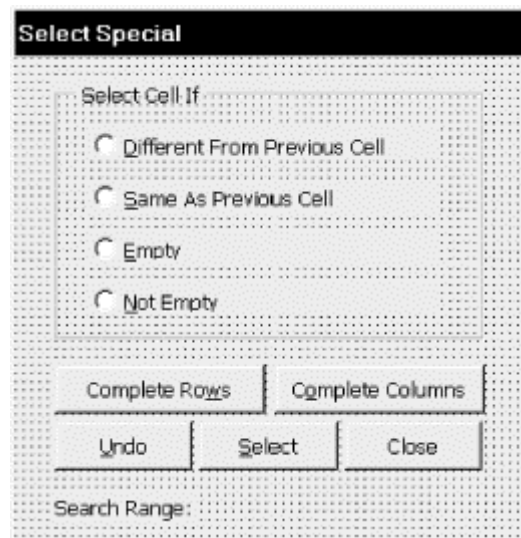 Select Special
Select Cell If
Different From Previous Cell
Same As Previous Cell
Empty
Not Empty
Complete Rows Complete Columns
Undo Select Close
Search Range: